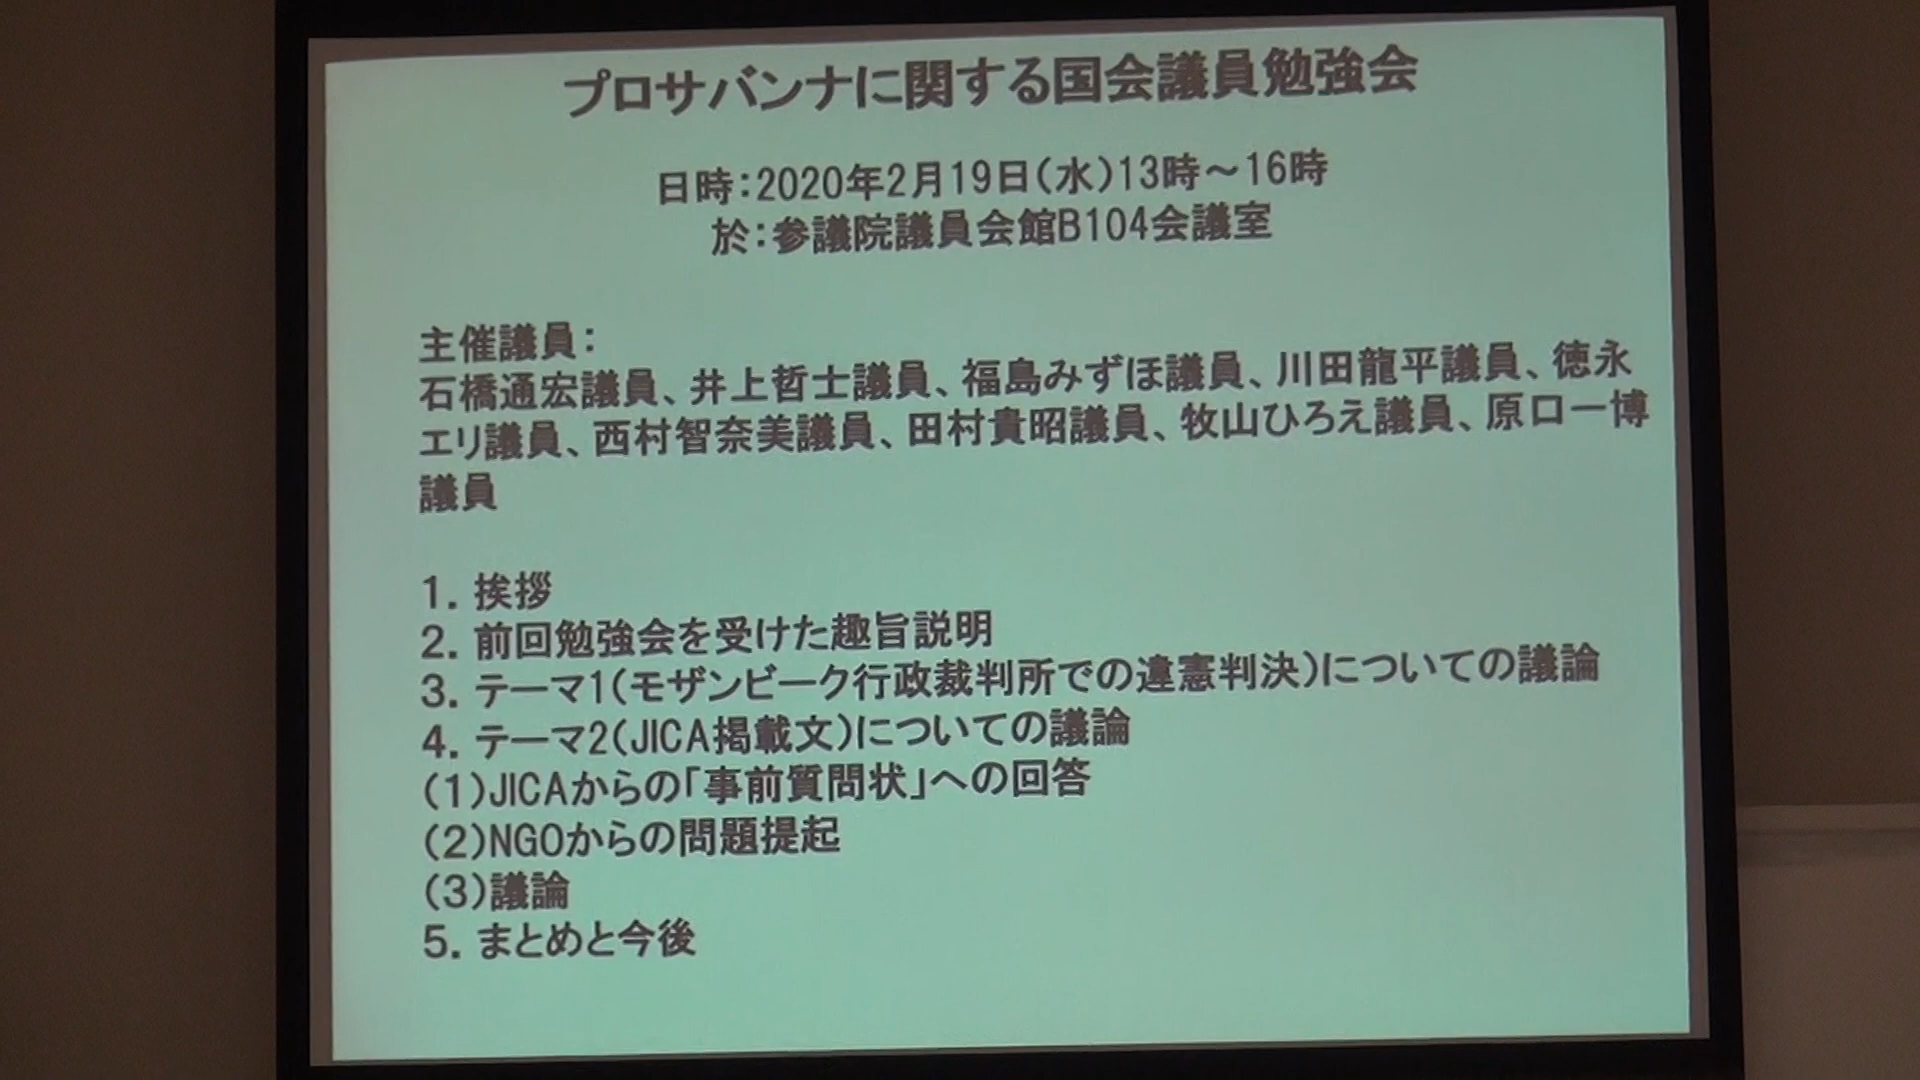 プロサバンナに関する国会議員勉強会
日時：2020年2月19日（水）13時～16時
於：参議院議員会館B104会議室
主催議員：
石橋通宏議員、井上哲士議員、福島みずほ議員、川田龍平議員、徳永
エリ議員、西村智奈美議員、田村貴昭議員、牧山ひろえ議員、原口一博
議員
1．挨拶
2．前回勉強会を受けた趣旨説明
3．テーマ1（モザンビーク行政裁判所での違憲判決）についての議論
4．テーマ2（JICA掲載文）についての議論
（1）JICAからの「事前質問状」への回答
（2）NGOからの問題提起
（3）議論
5．まとめと今後